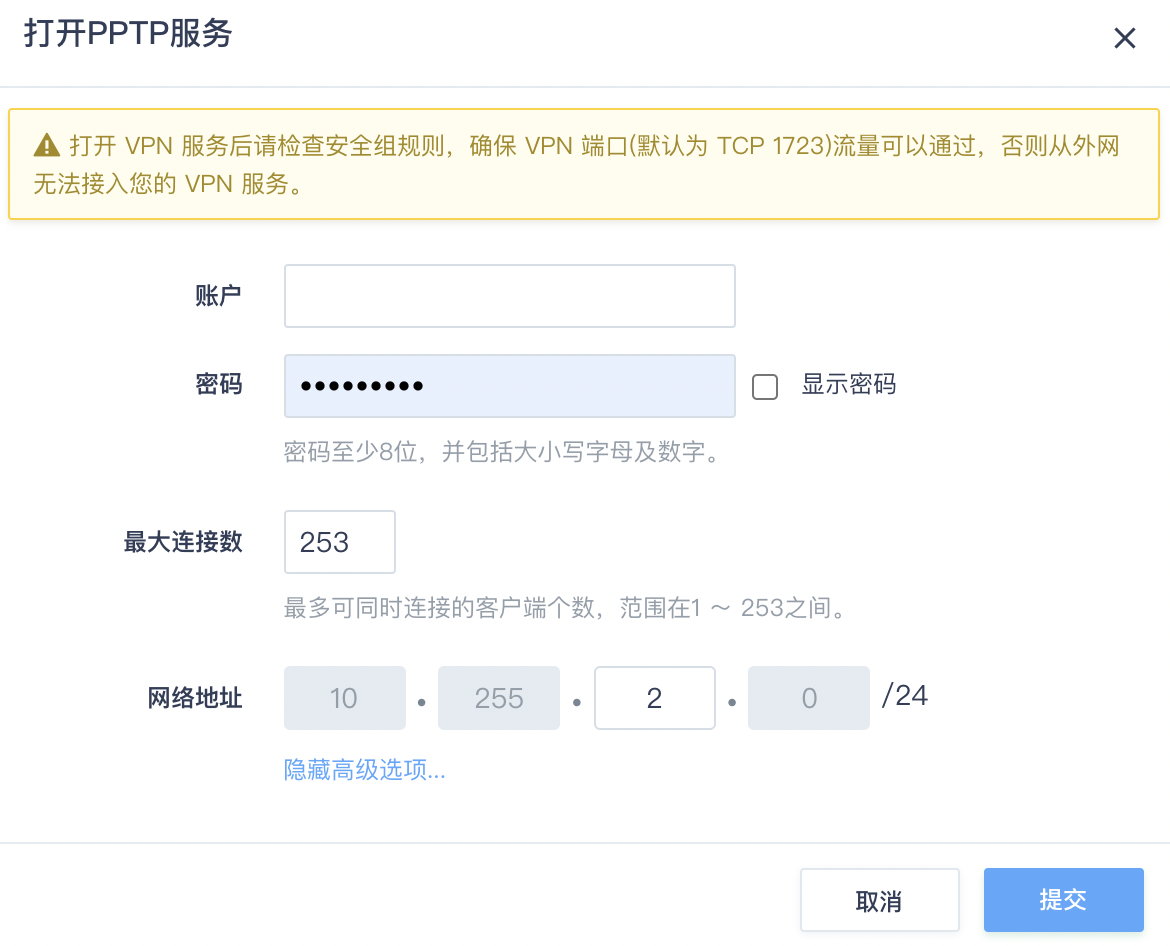 打开PPTP服务
打开 VPN 服务后请检查安全组规则，确保 VPN 端口(默认为 TCP 1723)流量可以通过，否则从外网
无法接入您的 VPN 服务。
账户
密码 ••••••••• 显示密码
密码至少8位，并包括大小写字母及数字。
最大连接数 253
最多可同时连接的客户端个数，范围在1 ～ 253之间。
网络地址 10 . 255 . 2 . 0 /24
隐藏高级选项...
取消 提交